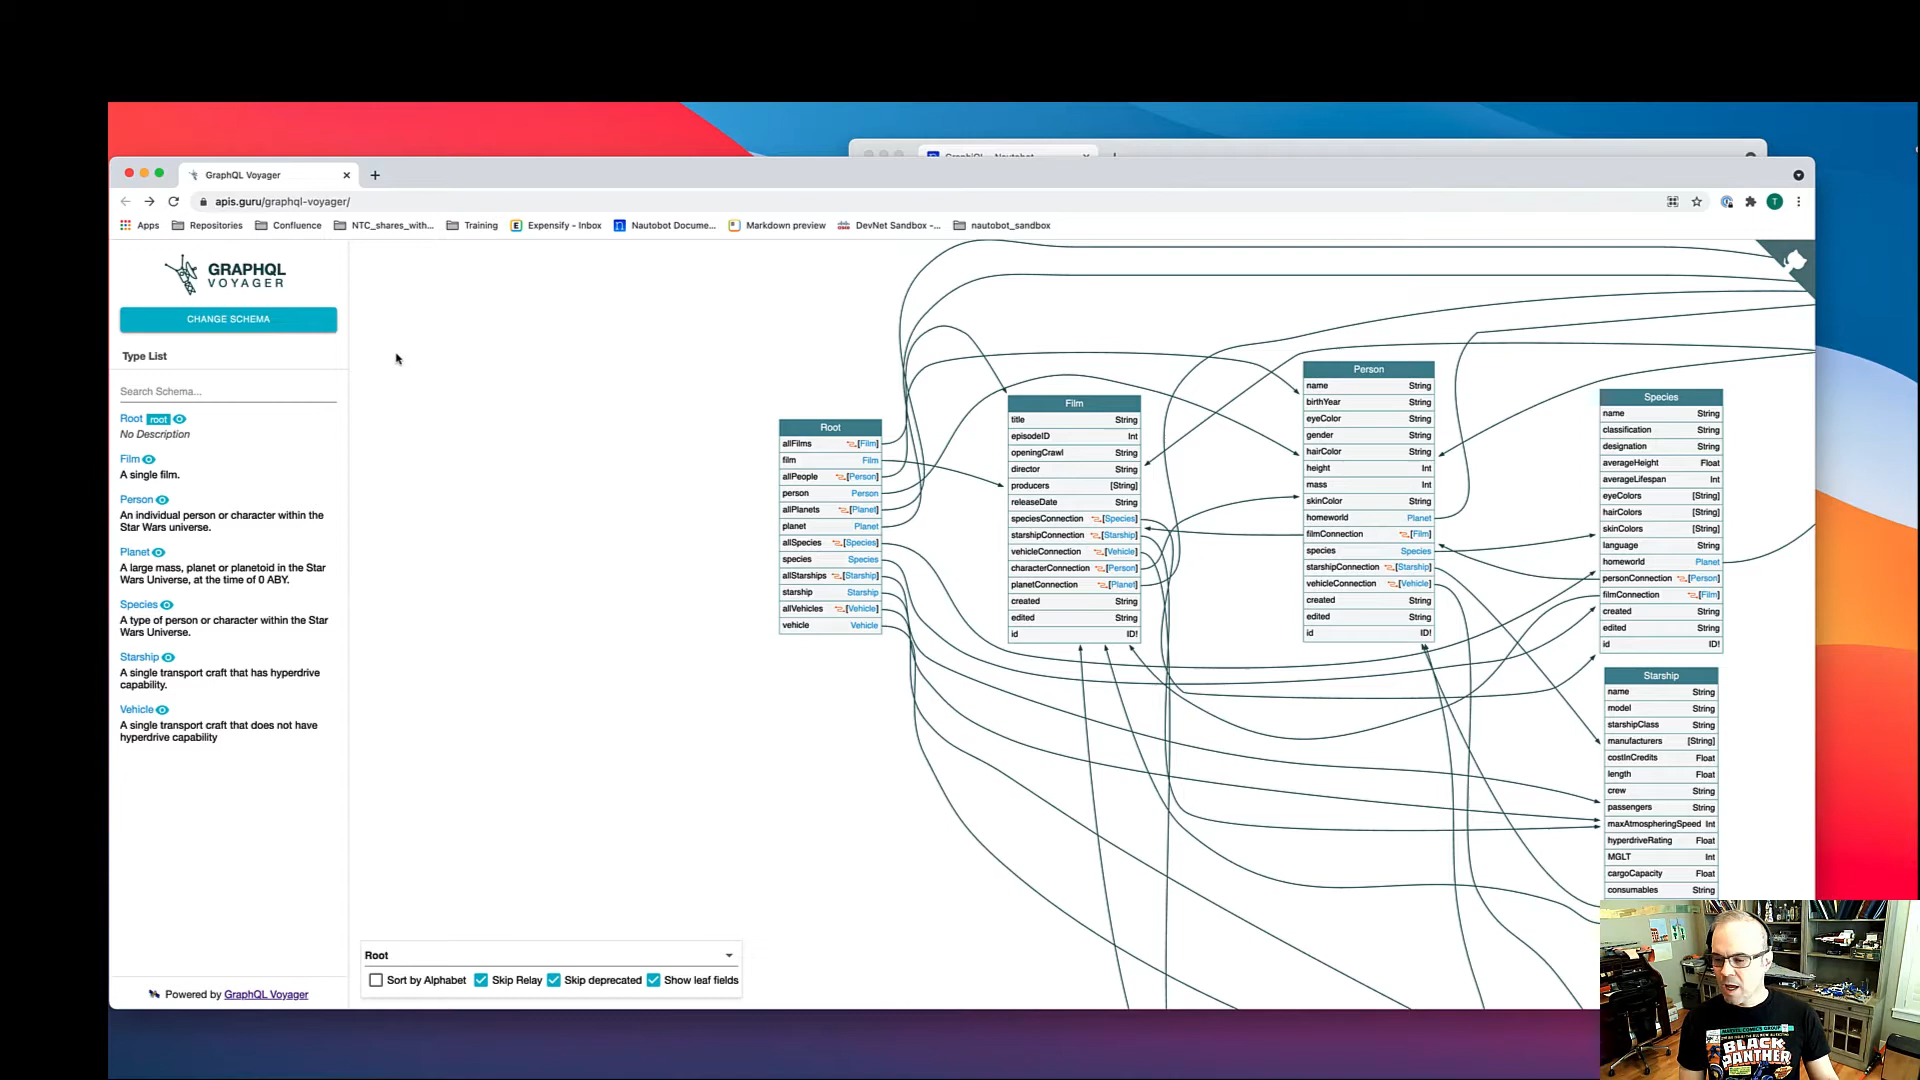 GraphiQL - Nautobot
GraphQL Voyager
apis.guru/graphql-voyager/
Apps Repositories Confluence NTC_shares_with... Training Expensify - Inbox Nautobot Docume... Markdown preview DevNet Sandbox -... nautobot_sandbox
GRAPHQL
VOYAGER
CHANGE SCHEMA
Type List
Search Schema...
Root root
No Description
Film
A single film.
Person
An individual person or character within the
Star Wars universe.
Planet
A large mass, planet or planetoid in the Star
Wars Universe, at the time of 0 ABY.
Species
A type of person or character within the Star
Wars Universe.
Starship
A single transport craft that has hyperdrive
capability.
Vehicle
A single transport craft that does not have
hyperdrive capability
Powered by GraphQL Voyager
Root
allFilms [Film]
film Film
allPeople [Person]
person Person
allPlanets [Planet]
planet Planet
allSpecies [Species]
species Species
allStarships [Starship]
starship Starship
allVehicles [Vehicle]
vehicle Vehicle
Film
title String
episodeID Int
openingCrawl String
director String
producers [String]
releaseDate String
speciesConnection [Species]
starshipConnection [Starship]
vehicleConnection [Vehicle]
characterConnection [Person]
planetConnection [Planet]
created String
edited String
id ID!
Person
name String
birthYear String
eyeColor String
gender String
hairColor String
height Int
mass Int
skinColor String
homeworld Planet
filmConnection [Film]
species Species
starshipConnection [Starship]
vehicleConnection [Vehicle]
created String
edited String
id ID!
Species
name String
classification String
designation String
averageHeight Float
averageLifespan Int
eyeColors [String]
hairColors [String]
skinColors [String]
language String
homeworld Planet
personConnection [Person]
filmConnection [Film]
created String
edited String
id ID!
Starship
name String
model String
starshipClass String
manufacturers [String]
costInCredits Float
length Float
crew String
passengers String
maxAtmospheringSpeed Int
hyperdriveRating Float
MGLT Int
cargoCapacity Float
consumables String
Root
Sort by Alphabet Skip Relay Skip deprecated Show leaf fields
T
MARVEL COMICS GROUP
BLACK
PANTHER